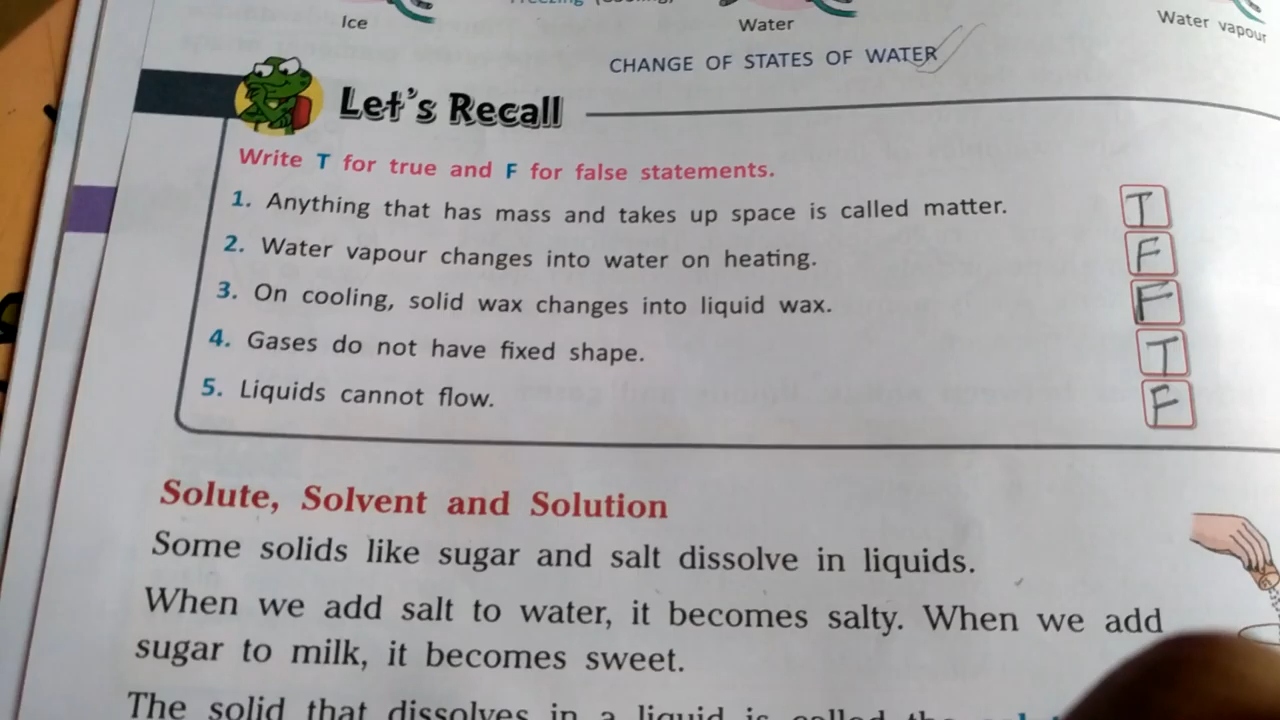 Ice
Water
Water vapour
CHANGE OF STATES OF WATER
Let's Recall
Write T for true and F for false statements.
1. Anything that has mass and takes up space is called matter. T
2. Water vapour changes into water on heating. F
3. On cooling, solid wax changes into liquid wax. F
4. Gases do not have fixed shape. T
5. Liquids cannot flow. F
Solute, Solvent and Solution
Some solids like sugar and salt dissolve in liquids.
When we add salt to water, it becomes salty. When we add
sugar to milk, it becomes sweet.
The solid that dissolves in a liquid is called the